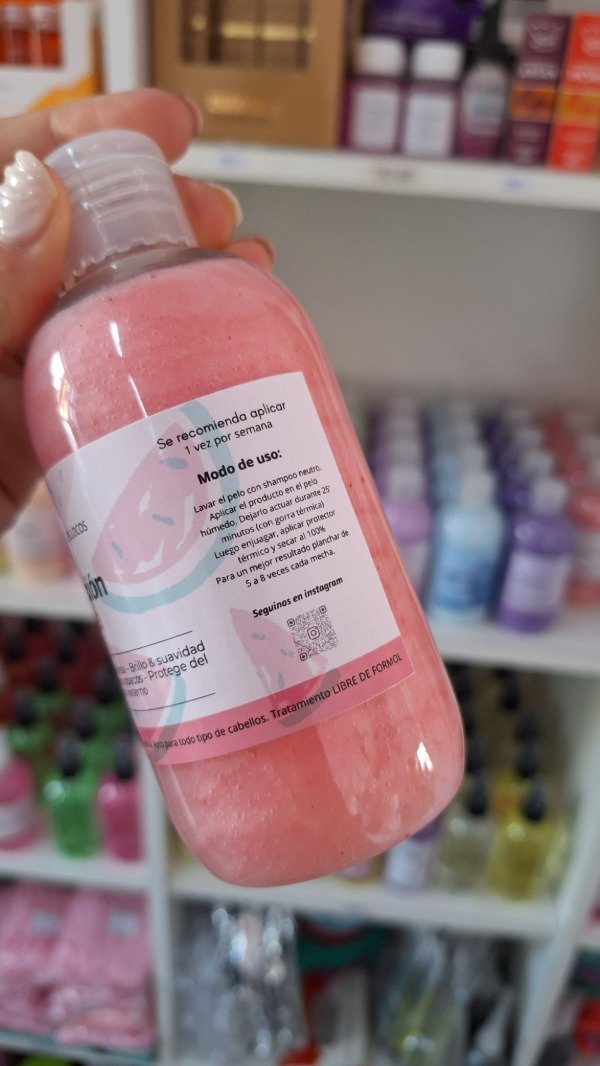 Se recomienda aplicar
1 vez por semana
Modo de uso:
Lavar el pelo con shampoo neutro.
Aplicar el producto en el pelo
húmedo. Dejarlo actuar durante 25'
minutos (con gorra térmica)
Luego enjuagar, aplicar protector
térmico y secar al 100%
Para un mejor resultado planchar de
5 a 8 veces cada mecha.
Seguinos en instagram
- Brillo & suavidad
opacos - Protege del
Apto para todo tipo de cabellos. Tratamiento LIBRE DE FORMOL